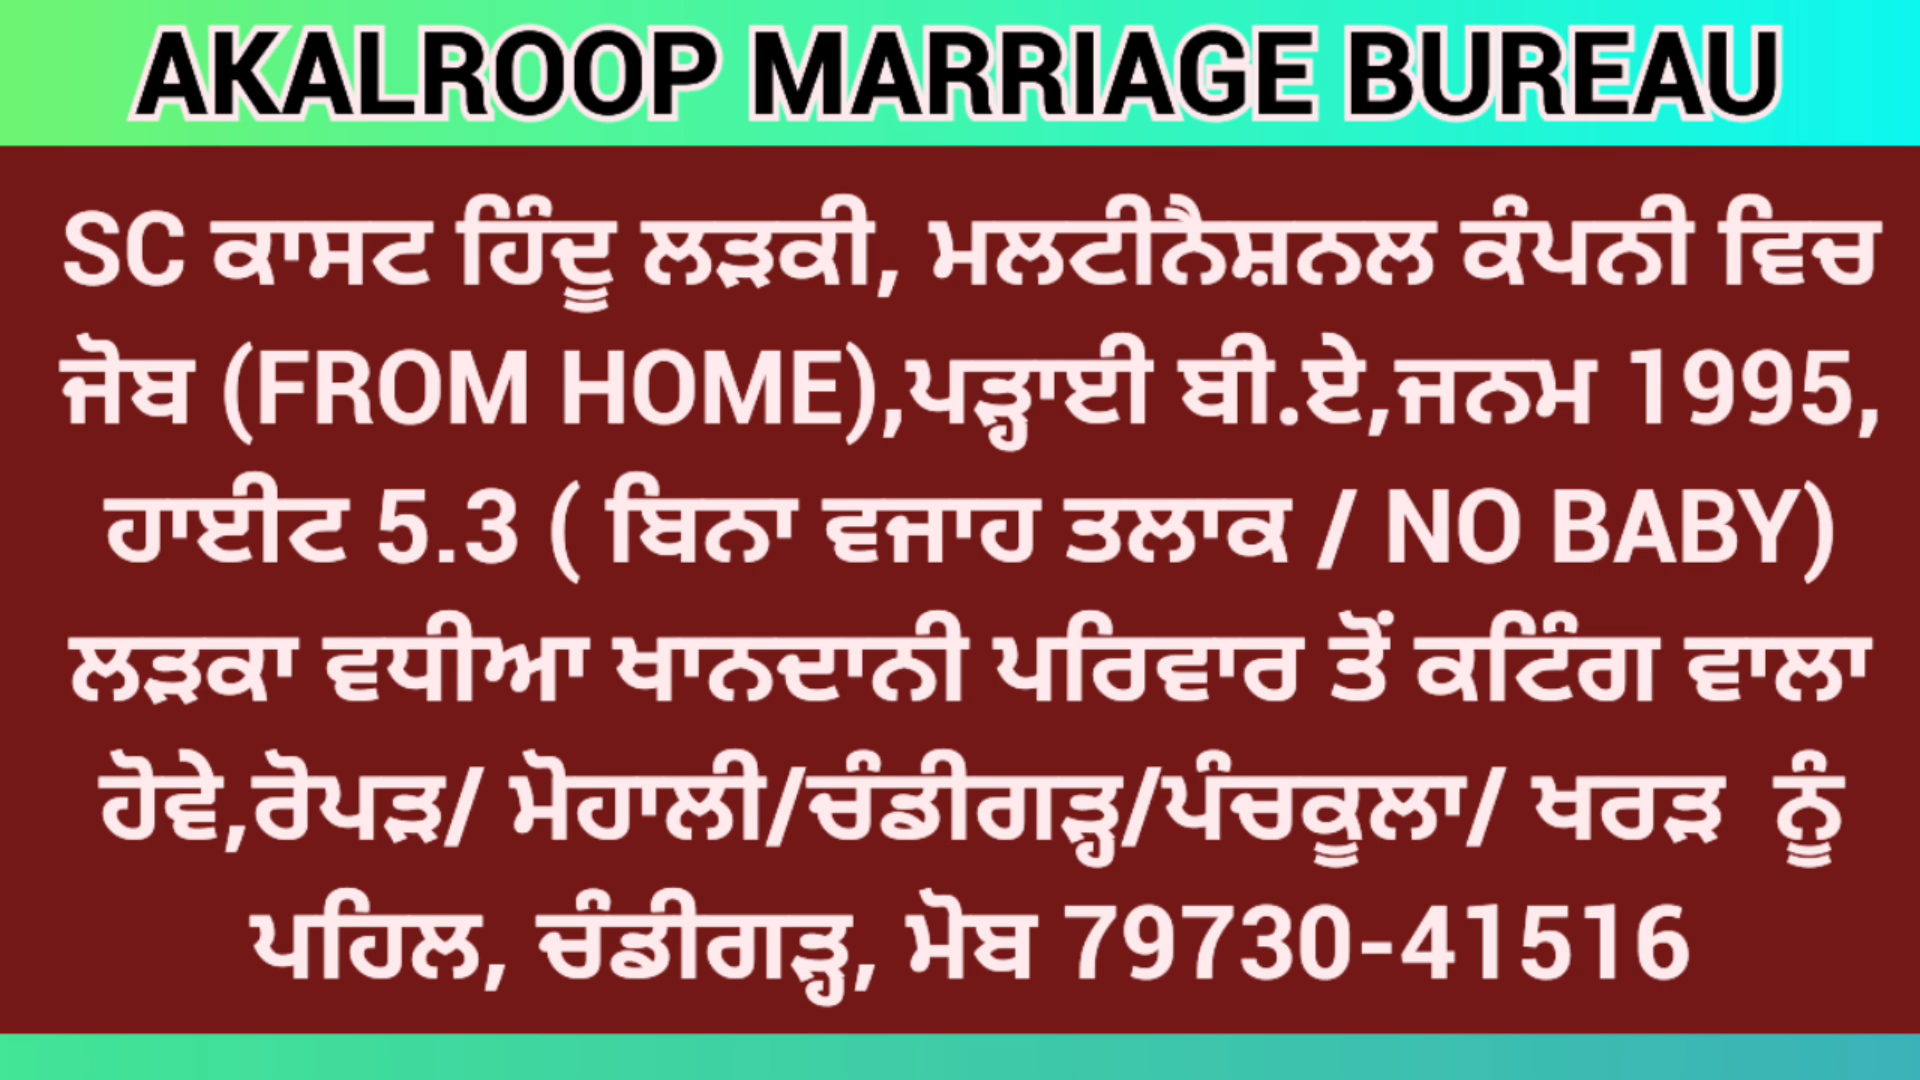 AKALROOP MARRIAGE BUREAU
SC ਕਾਸਟ ਹਿੰਦੂ ਲੜਕੀ, ਮਲਟੀਨੈਸ਼ਨਲ ਕੰਪਨੀ ਵਿਚ
ਜੋਬ (FROM HOME),ਪੜ੍ਹਾਈ ਬੀ.ਏ,ਜਨਮ 1995,
ਹਾਈਟ 5.3 ( ਬਿਨਾ ਵਜਾਹ ਤਲਾਕ / NO BABY)
ਲੜਕਾ ਵਧੀਆ ਖਾਨਦਾਨੀ ਪਰਿਵਾਰ ਤੋਂ ਕਟਿੰਗ ਵਾਲਾ
ਹੋਵੇ,ਰੋਪੜ/ ਮੋਹਾਲੀ/ਚੰਡੀਗੜ੍ਹ/ਪੰਚਕੂਲਾ/ ਖਰੜ  ਨੂੰ
ਪਹਿਲ, ਚੰਡੀਗੜ੍ਹ, ਮੋਬ 79730-41516